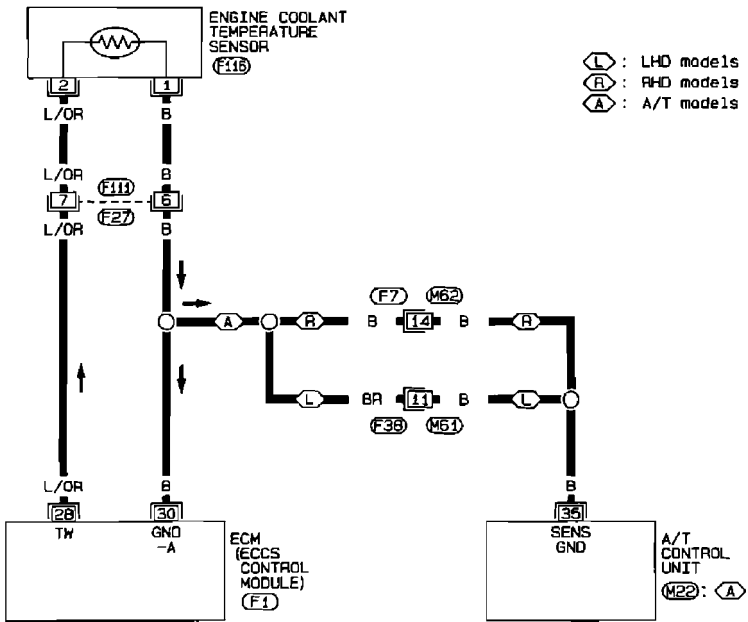 ENGINE COOLANT
TEMPERATURE
SENSOR
F116
L : LHD models
R : RHD models
A : A/T models
2 1
L/OR B
L/OR B
7 F111 6
F27
L/OR B
F7 M62
A R B 14 B R
L BR 11 B L
F38 M61
L/OR B B
28 30 35
TW GND
-A
ECM
(ECCS
CONTROL
MODULE)
F1
SENS
GND
A/T
CONTROL
UNIT
M22 : A